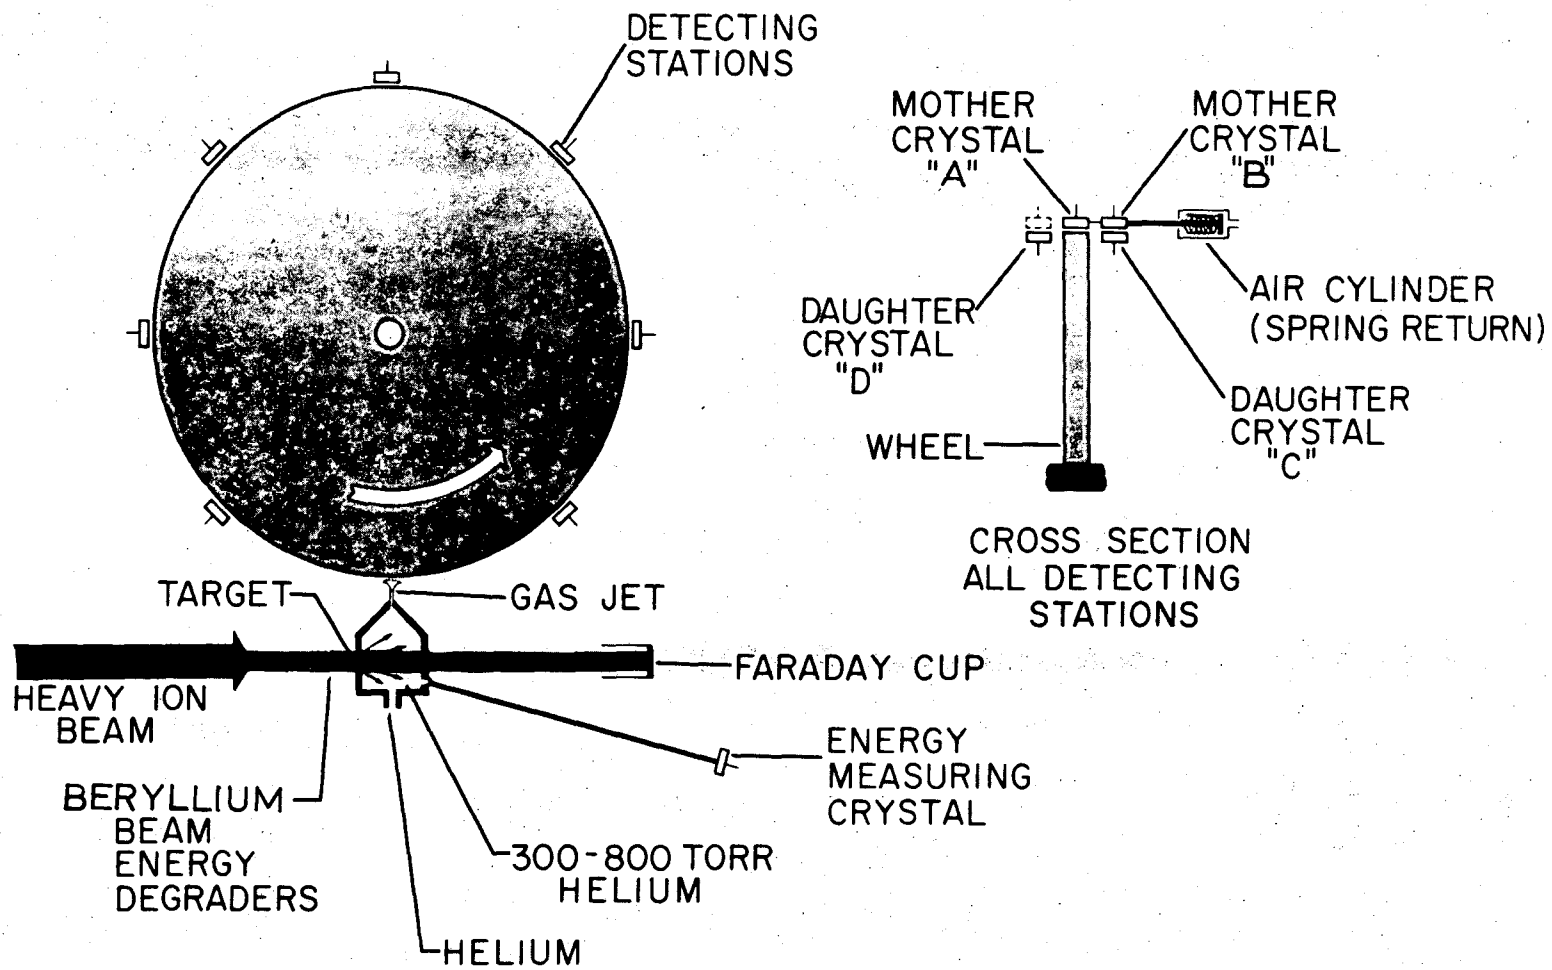 DETECTING
STATIONS
MOTHER
CRYSTAL
"A"
MOTHER
CRYSTAL
"B"
AIR CYLINDER
(SPRING RETURN)
DAUGHTER
CRYSTAL
"D"
DAUGHTER
CRYSTAL
"C"
WHEEL
CROSS SECTION
ALL DETECTING
STATIONS
TARGET
GAS JET
FARADAY CUP
HEAVY ION
BEAM
ENERGY
MEASURING
CRYSTAL
BERYLLIUM
BEAM
ENERGY
DEGRADERS
300-800 TORR
HELIUM
HELIUM